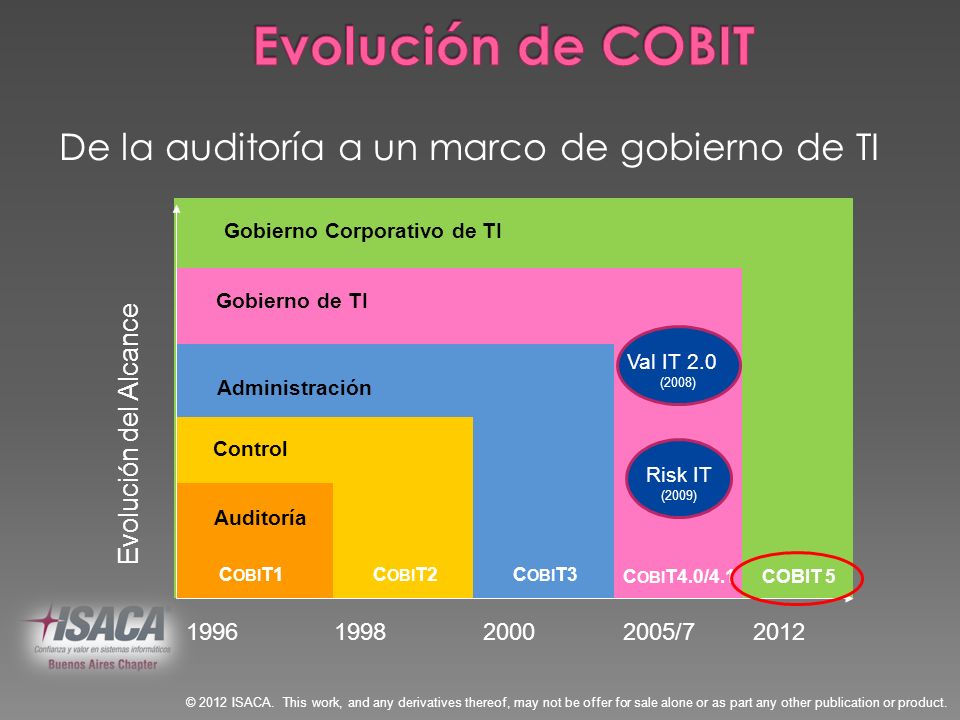 Evolución de COBIT
De la auditoría a un marco de gobierno de TI
Evolución del Alcance
Gobierno Corporativo de TI
Gobierno de TI
Val IT 2.0
(2008)
Administración
Control
Risk IT
(2009)
Auditoría
COBIT1 COBIT2 COBIT3 COBIT4.0/4.1 COBIT 5
1996 1998 2000 2005/7 2012
ISACA
Confianza y valor en sistemas informáticos
Buenos Aires Chapter
© 2012 ISACA. This work, and any derivatives thereof, may not be offer for sale alone or as part any other publication or product.